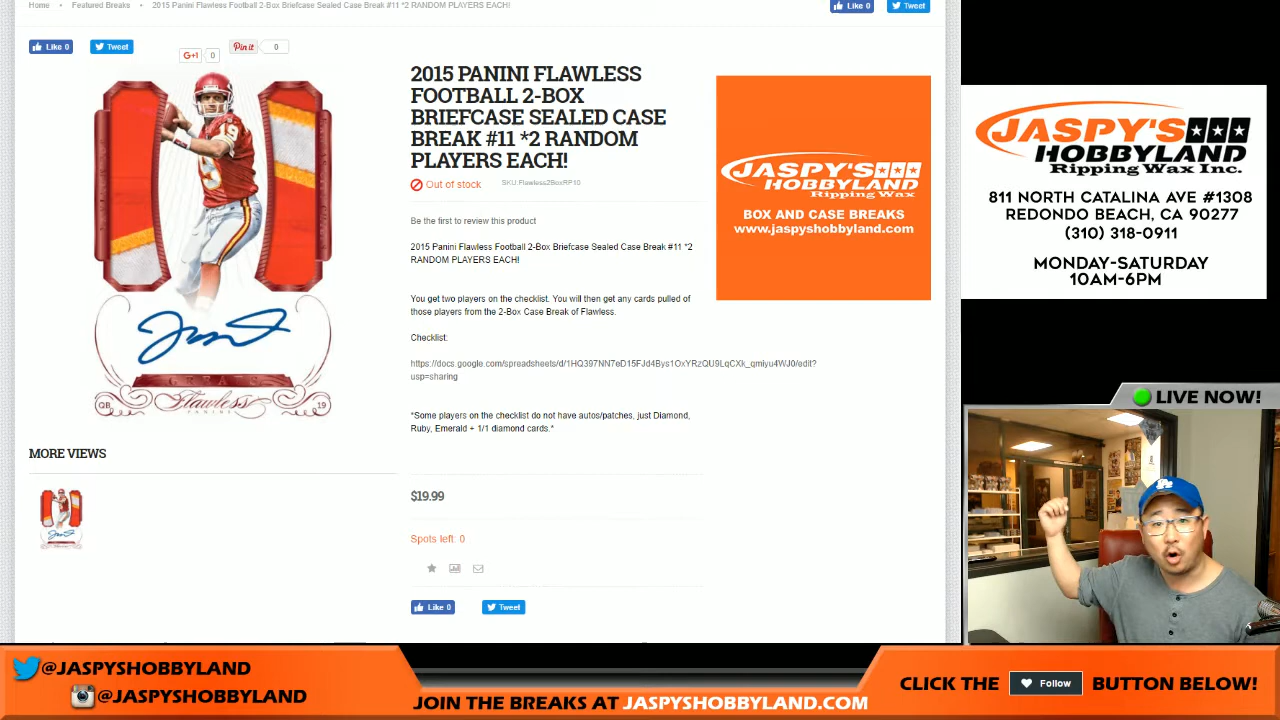 Home • Featured Breaks • 2015 Panini Flawless Football 2-Box Briefcase Sealed Case Break #11 *2 RANDOM PLAYERS EACH!
Like 0 Tweet
Like 0 Tweet G+1 0 Pin it 0
19
QB Flawless 19
PANINI
MORE VIEWS
2015 PANINI FLAWLESS
FOOTBALL 2-BOX
BRIEFCASE SEALED CASE
BREAK #11 *2 RANDOM
PLAYERS EACH!
Out of stock SKU.Flawless2BoxRP10
Be the first to review this product
2015 Panini Flawless Football 2-Box Briefcase Sealed Case Break #11 *2
RANDOM PLAYERS EACH!
You get two players on the checklist. You will then get any cards pulled of
those players from the 2-Box Case Break of Flawless.
Checklist:
https://docs.google.com/spreadsheets/d/1HQ397NN7eD15FJd4Bys1OxYRzQU9LqCXk_qmiyu4WJ0/edit?
usp=sharing
*Some players on the checklist do not have autos/patches, just Diamond,
Ruby, Emerald + 1/1 diamond cards.*
$19.99
Spots left: 0
Like 0 Tweet
JASPY'S
HOBBYLAND
Ripping Wax
BOX AND CASE BREAKS
www.jaspyshobbyland.com
JASPY'S
HOBBYLAND
Ripping Wax Inc.
811 NORTH CATALINA AVE #1308
REDONDO BEACH, CA 90277
(310) 318-0911
MONDAY-SATURDAY
10AM-6PM
LIVE NOW!
@JASPYSHOBBYLAND
@JASPYSHOBBYLAND
JOIN THE BREAKS AT JASPYSHOBBYLAND.COM
CLICK THE Follow BUTTON BELOW!